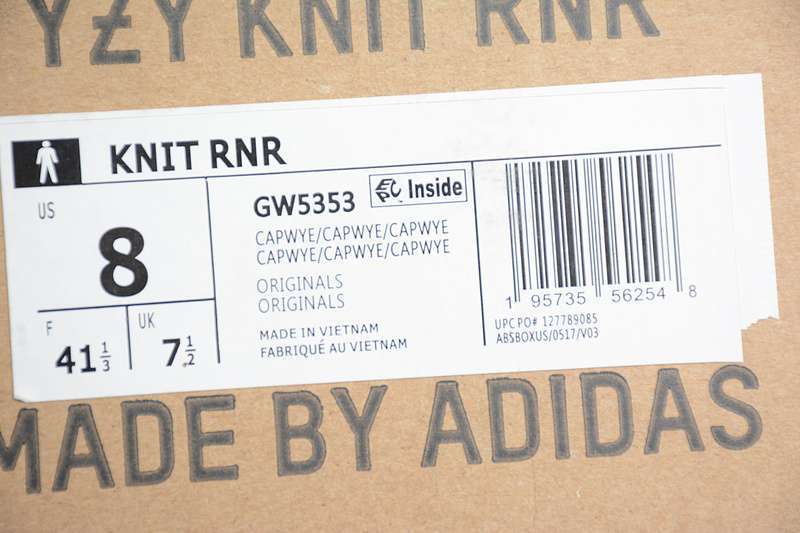 YZY KNIT RNR
KNIT RNR
US
8
F
41 1/3
UK
7 1/2
GW5353
EPC Inside
CAPWYE/CAPWYE/CAPWYE
CAPWYE/CAPWYE/CAPWYE
ORIGINALS
ORIGINALS
MADE IN VIETNAM
FABRIQUÉ AU VIETNAM
1 95735 56254 8
UPC PO# 127789085
ABSBOXUS/0517/V03
MADE BY ADIDAS